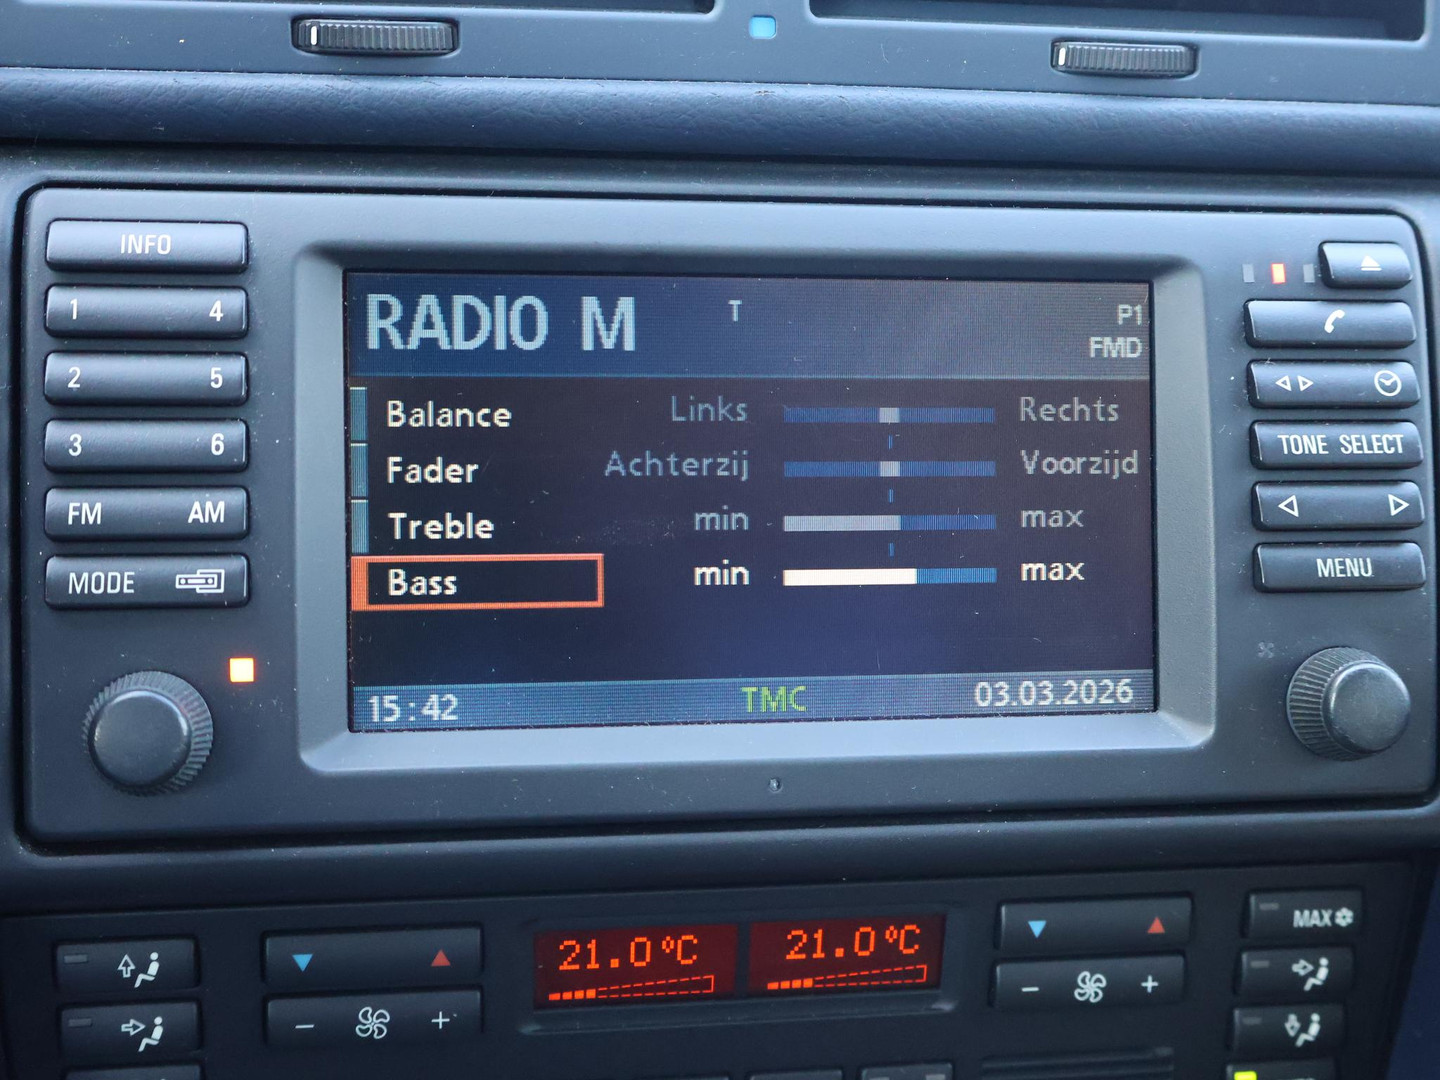 INFO
1 4
2 5
3 6
FM AM
MODE
RADIO M T P1
FMD
Balance Links Rechts
Fader Achterzij Voorzijd
Treble min max
Bass min max
15:42 TMC 03.03.2026
TONE SELECT
MENU
21.0°C 21.0°C
MAX
- +
- +